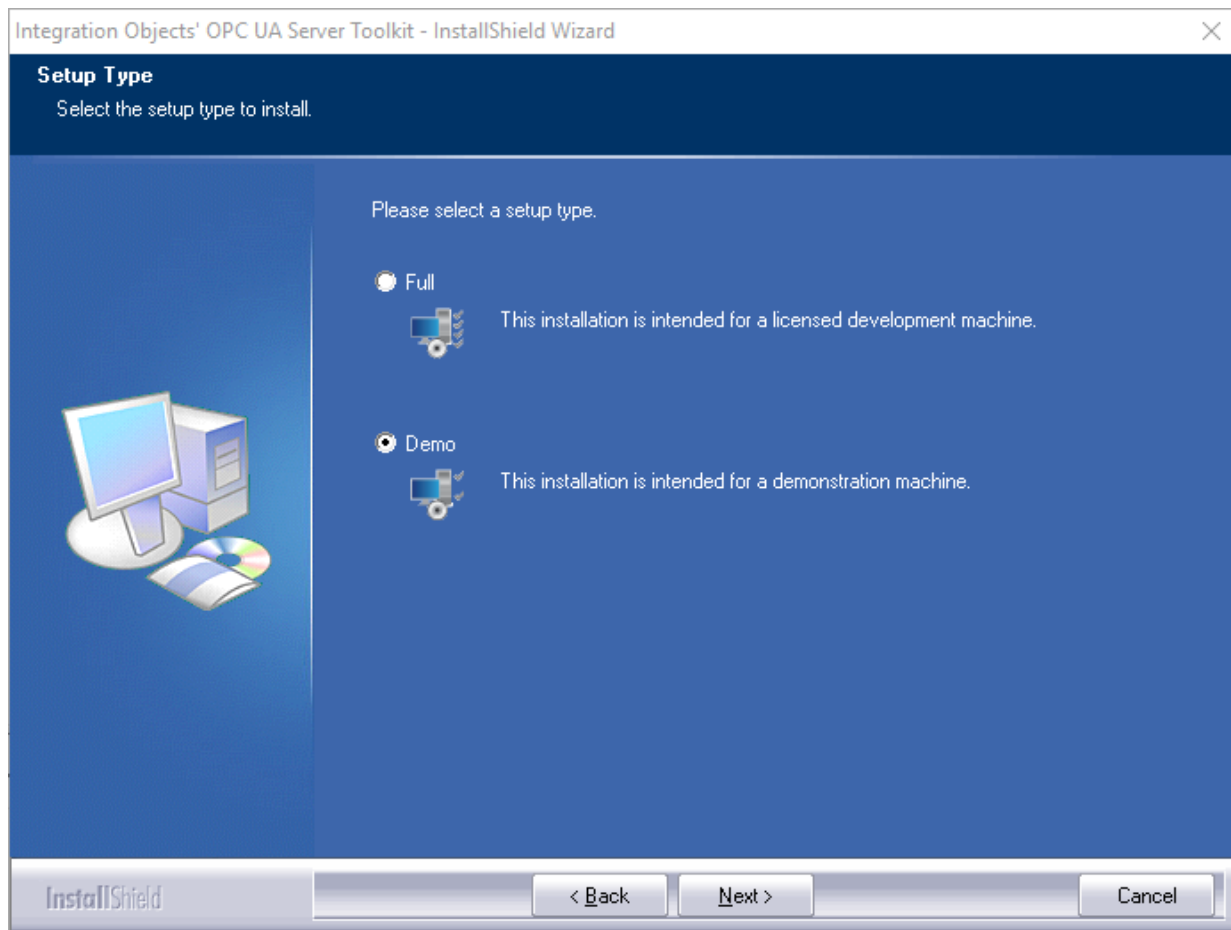 Integration Objects' OPC UA Server Toolkit - InstallShield Wizard
Setup Type
Select the setup type to install.
Please select a setup type.
Full
This installation is intended for a licensed development machine.
Demo
This installation is intended for a demonstration machine.
InstallShield
< Back
Next >
Cancel